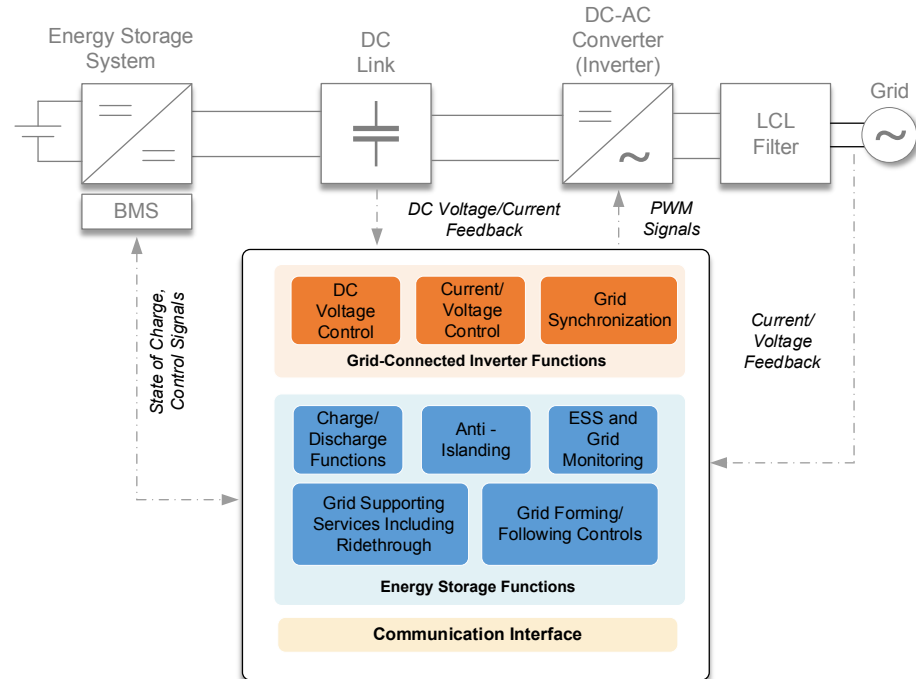 Energy Storage
System
DC
Link
DC-AC
Converter
(Inverter)
Grid
LCL
Filter
BMS
DC Voltage/Current
Feedback
PWM
Signals
State of Charge,
Control Signals
Current/
Voltage
Feedback
DC
Voltage
Control
Current/
Voltage
Control
Grid
Synchronization
Grid-Connected Inverter Functions
Charge/
Discharge
Functions
Anti -
Islanding
ESS and
Grid
Monitoring
Grid Supporting
Services Including
Ridethrough
Grid Forming/
Following Controls
Energy Storage Functions
Communication Interface